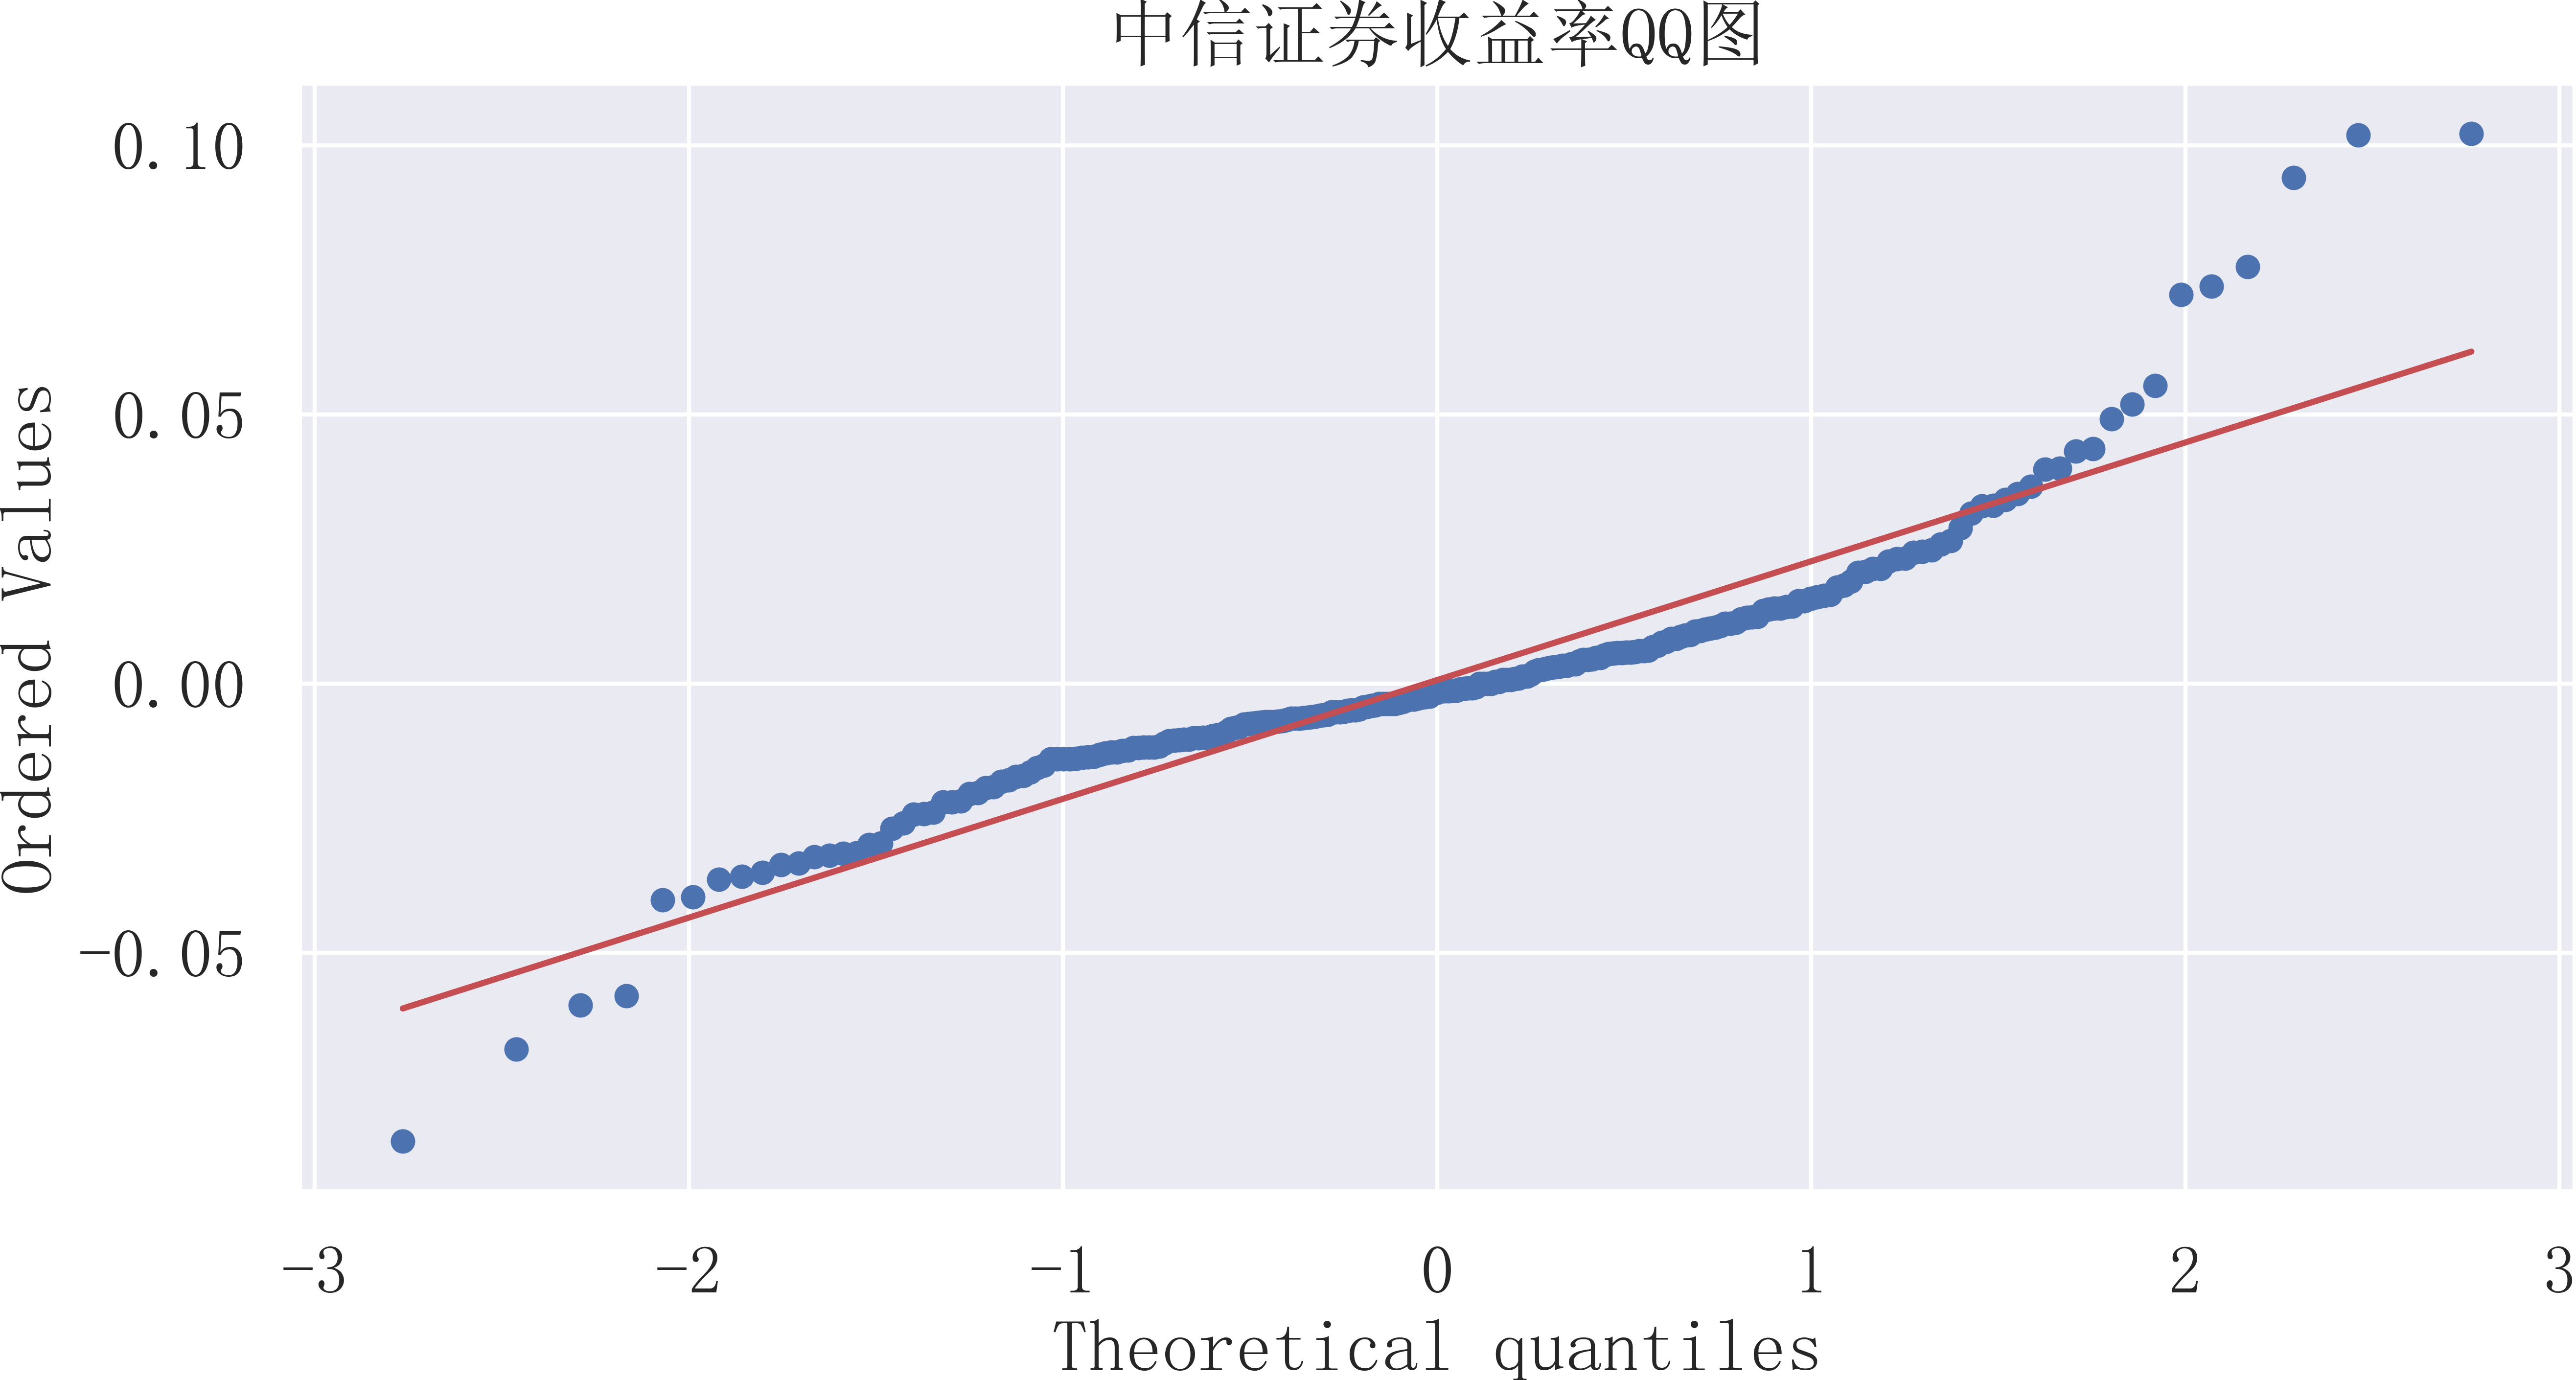 中信证券收益率QQ图
Ordered Values
0.10
0.05
0.00
-0.05
-3 -2 -1 0 1 2 3
Theoretical quantiles